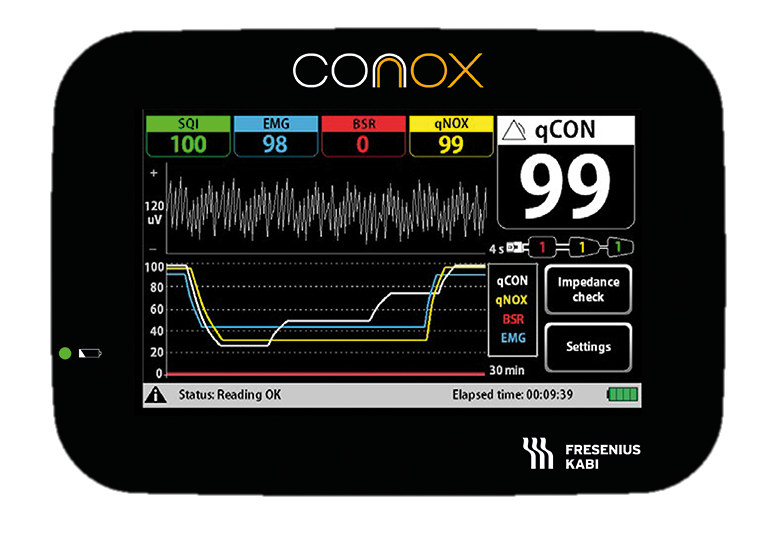 CONOX
SQI EMG BSR qNOX qCON
100 98 0 99 99
+
120
uV
–
4 s 1 1 1
100
80
60
40
20
0
qCON
qNOX
BSR
EMG
30 min
Impedance
check
Settings
Status: Reading OK Elapsed time: 00:09:39
FRESENIUS
KABI